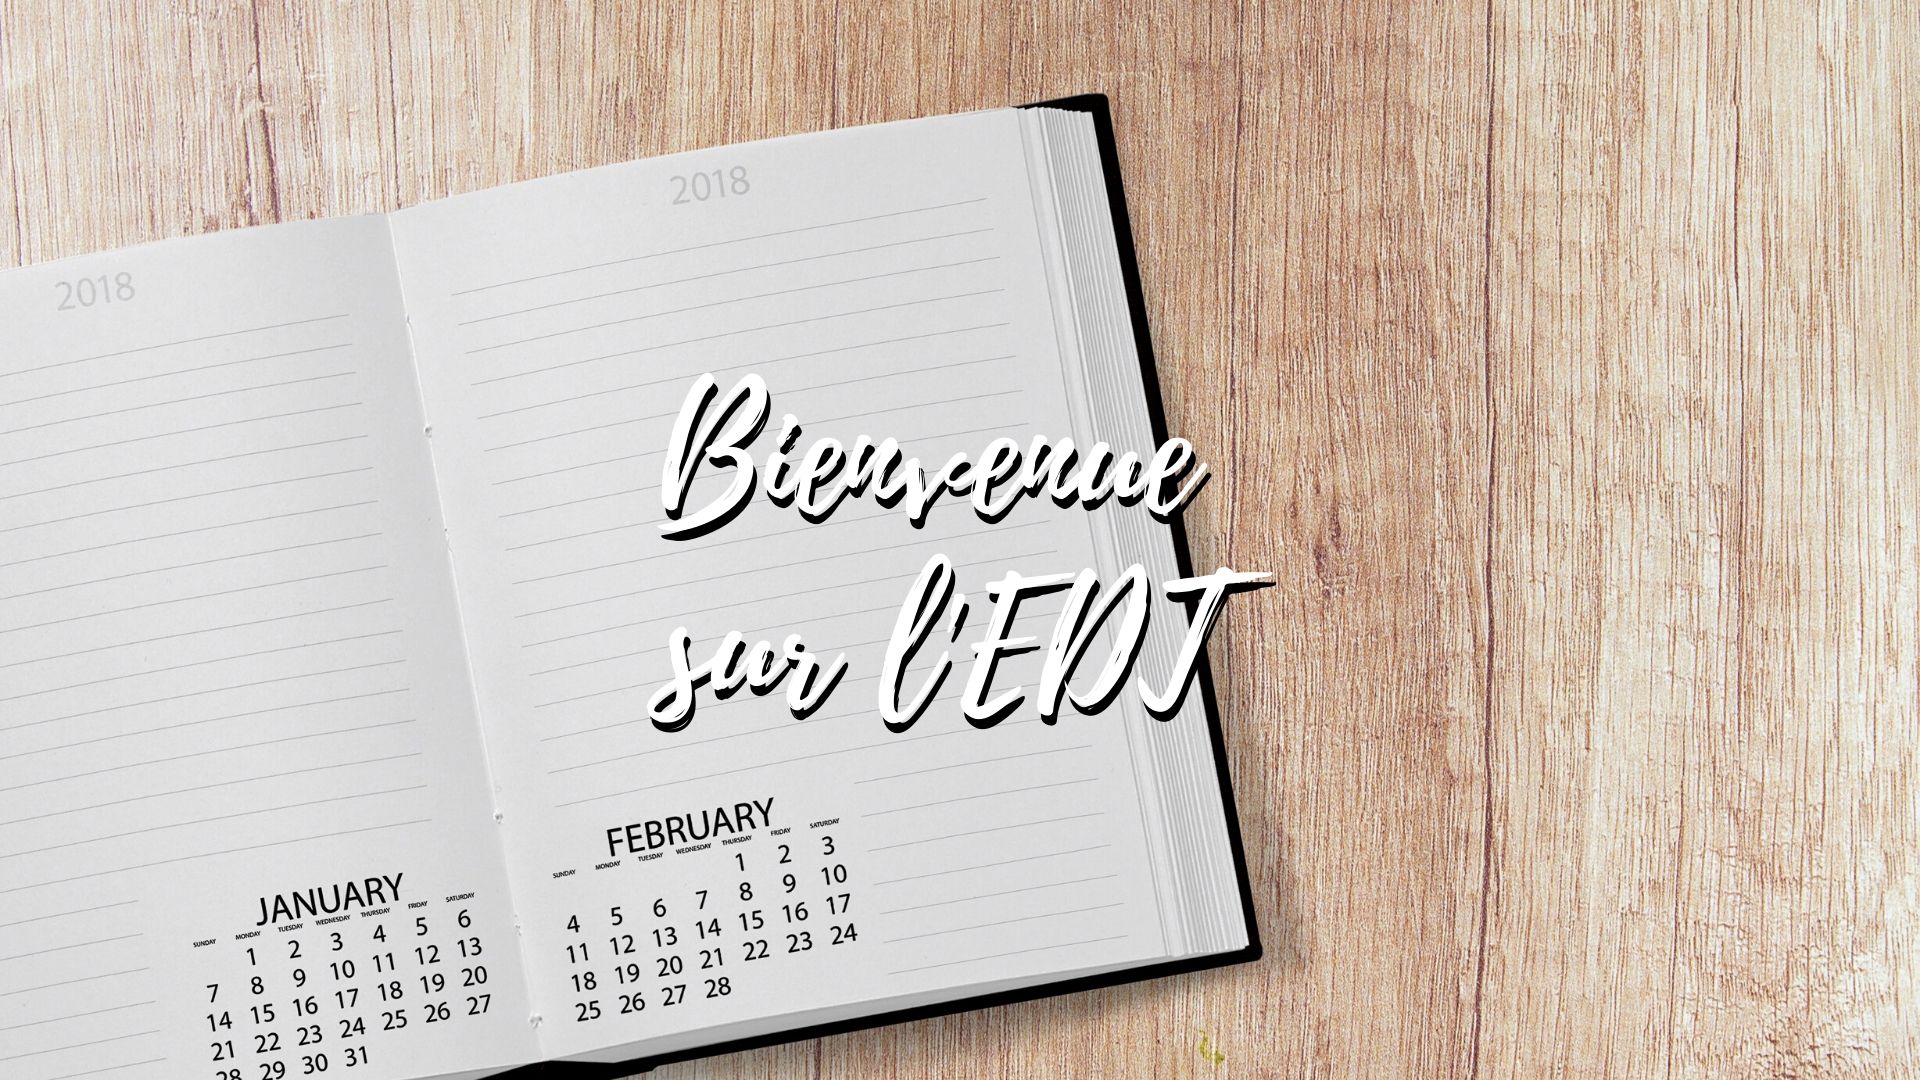 2018
2018
Bienvenue
sur l'EDT
JANUARY
SUNDAY MONDAY TUESDAY WEDNESDAY THURSDAY FRIDAY SATURDAY
1 2 3 4 5 6
7 8 9 10 11 12 13
14 15 16 17 18 19 20
21 22 23 24 25 26 27
28 29 30 31
FEBRUARY
SUNDAY MONDAY TUESDAY WEDNESDAY THURSDAY FRIDAY SATURDAY
1 2 3
4 5 6 7 8 9 10
11 12 13 14 15 16 17
18 19 20 21 22 23 24
25 26 27 28